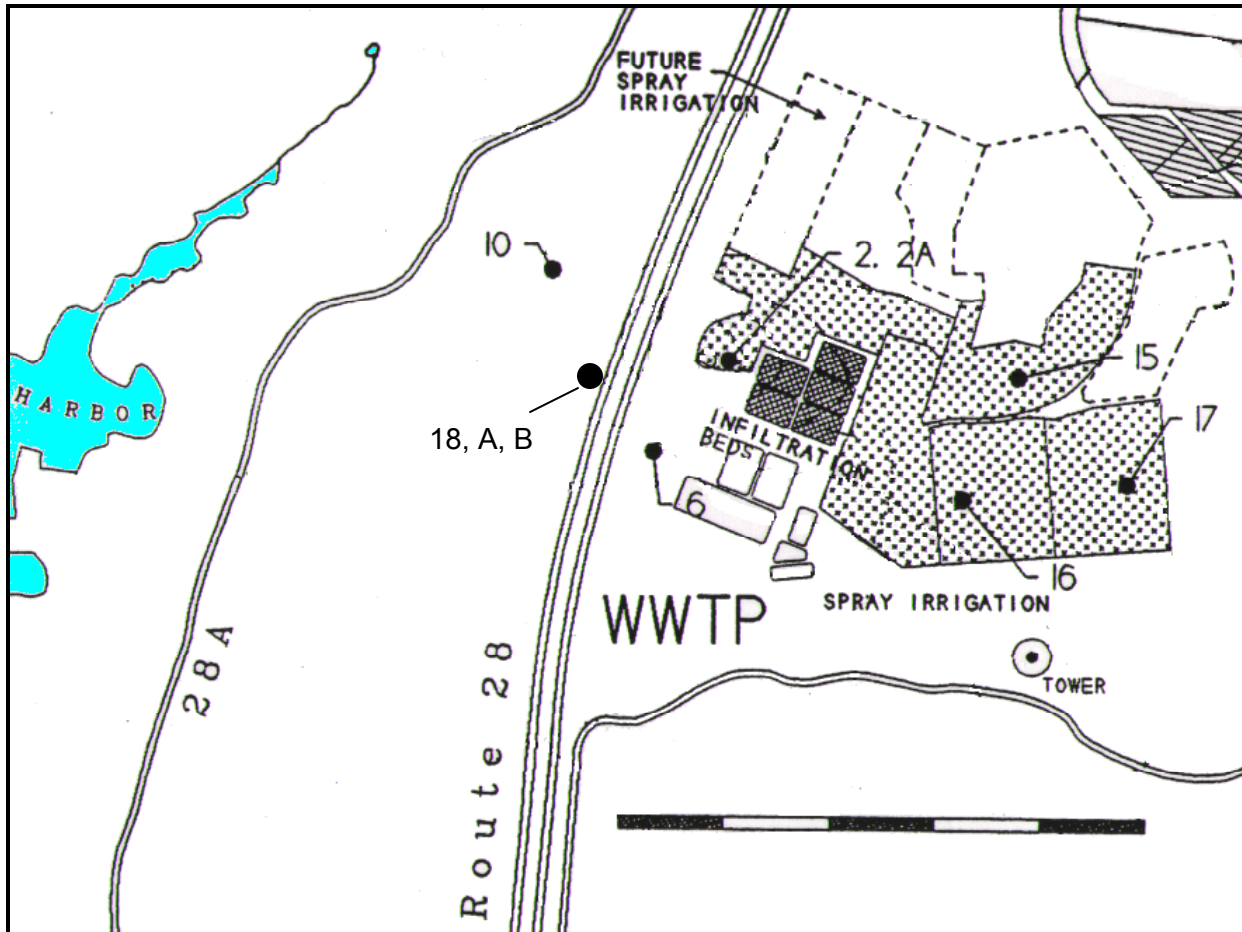 FUTURE
SPRAY
IRRIGATION
10
2. 2A
HARBOR
15
18, A, B
17
INFILTRATION
BEDS
6
16
SPRAY IRRIGATION
WWTP
28A
Route 28
TOWER